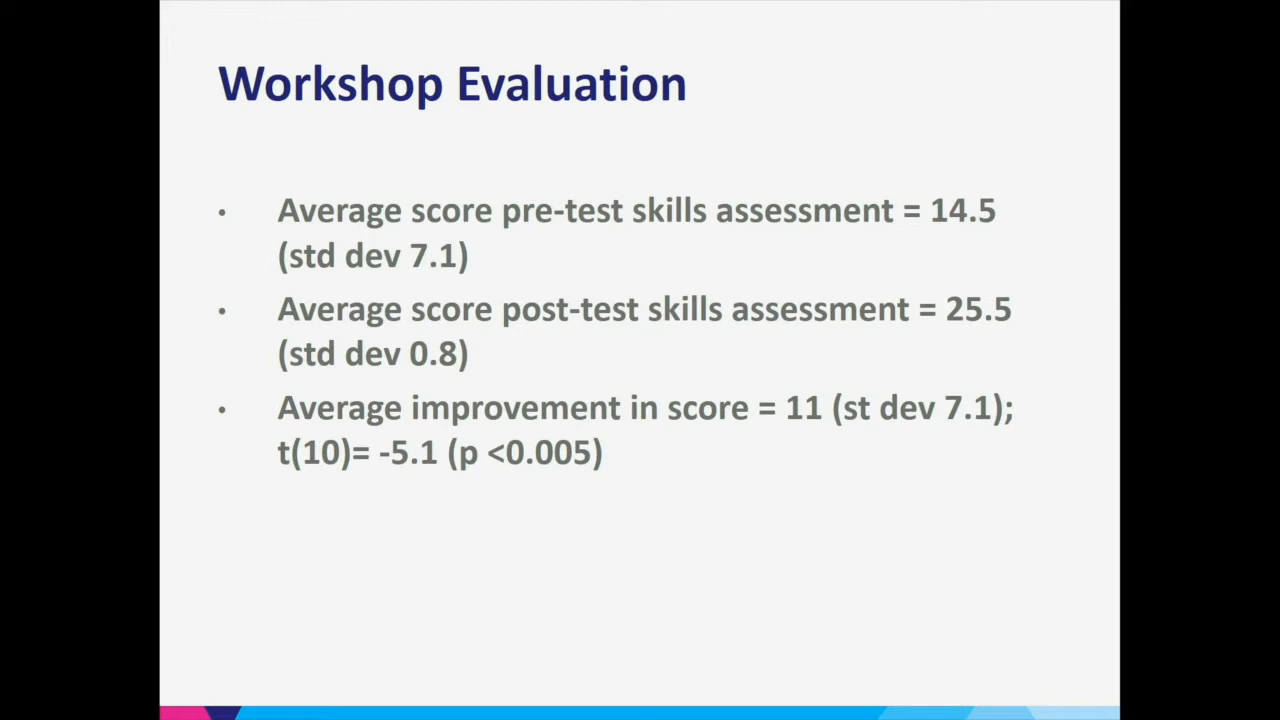 Workshop Evaluation
• Average score pre-test skills assessment = 14.5
(std dev 7.1)
• Average score post-test skills assessment = 25.5
(std dev 0.8)
• Average improvement in score = 11 (st dev 7.1);
t(10)= -5.1 (p <0.005)